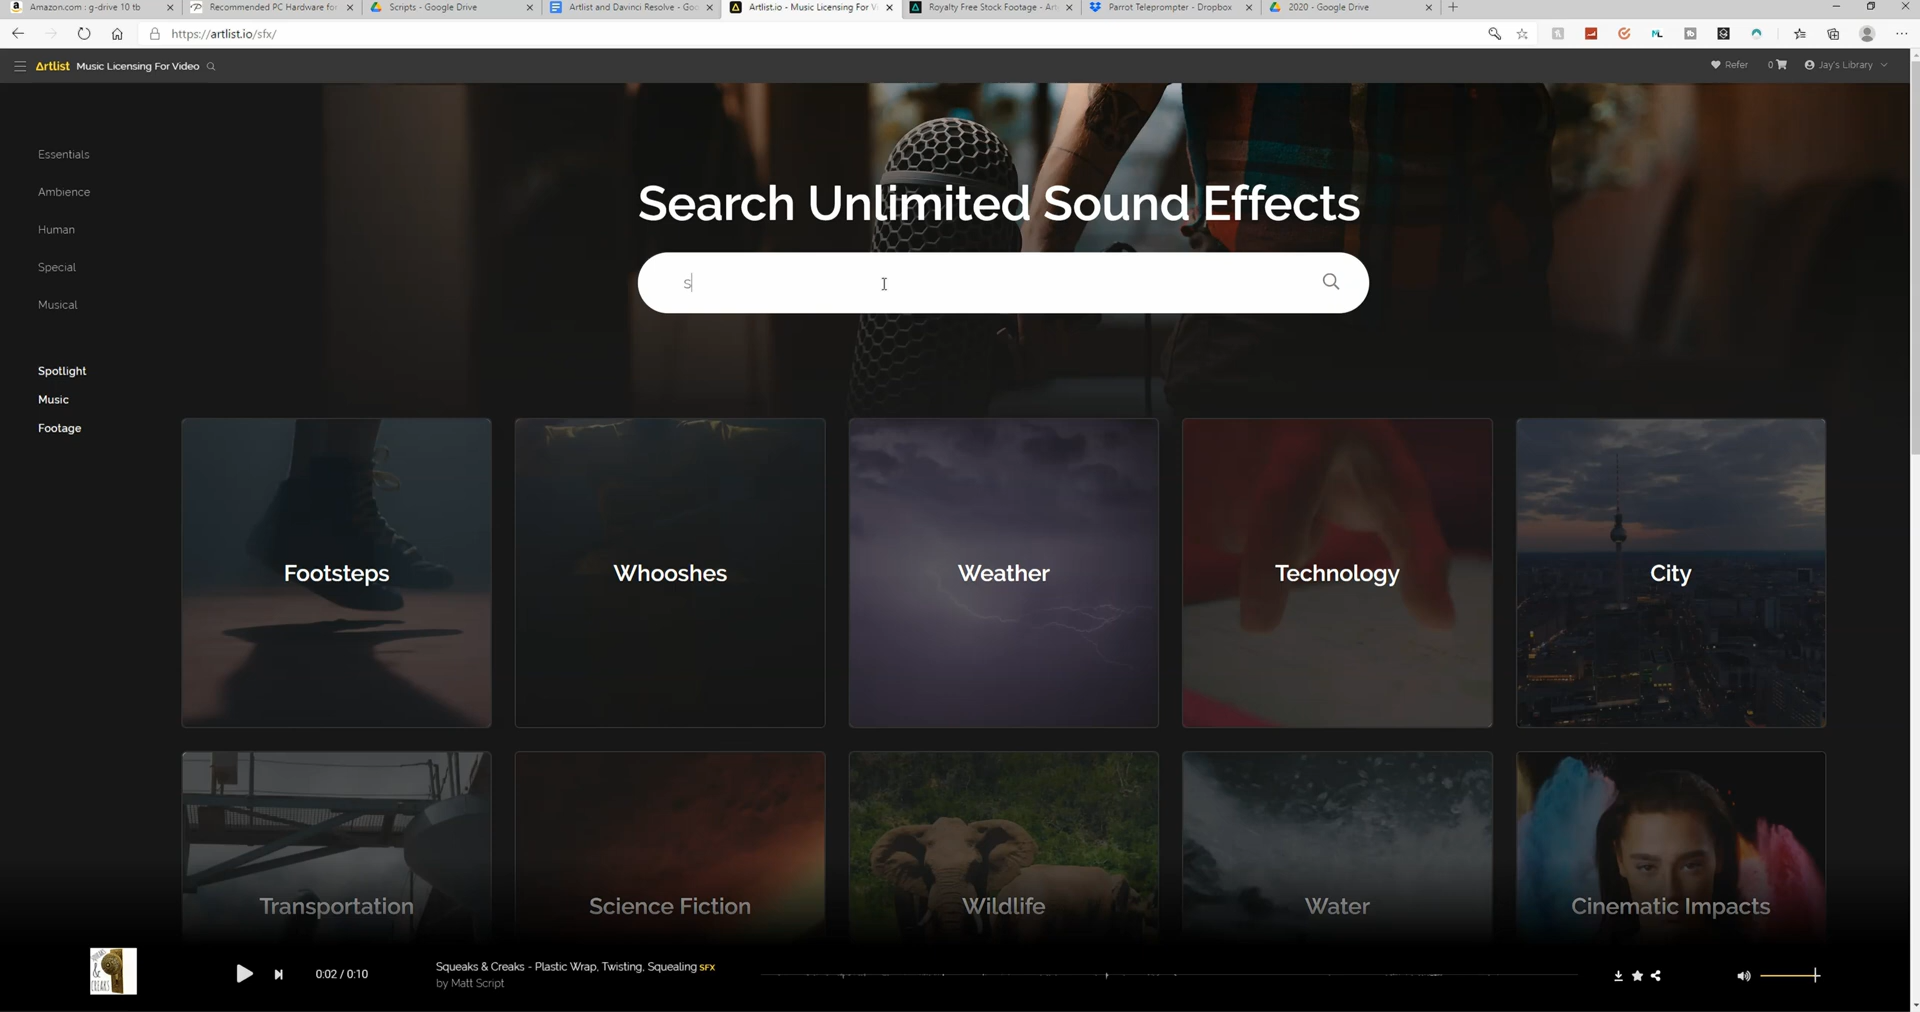 Amazon.com : g-drive 10 tb
Recommended PC Hardware for
Scripts - Google Drive
Artlist and Davinci Resolve - Goo
Artlist.io - Music Licensing For V
Royalty Free Stock Footage - Art
Parrot Teleprompter - Dropbox
2020 - Google Drive
https://artlist.io/sfx/
Artlist Music Licensing For Video
Refer
0
Jay's Library
Essentials
Ambience
Human
Special
Musical
Spotlight
Music
Footage
Search Unlimited Sound Effects
s
Footsteps
Whooshes
Weather
Technology
City
Transportation
Science Fiction
Wildlife
Water
Cinematic Impacts
& CREAKS
0:02 / 0:10
Squeaks & Creaks - Plastic Wrap, Twisting, Squealing SFX
by Matt Script